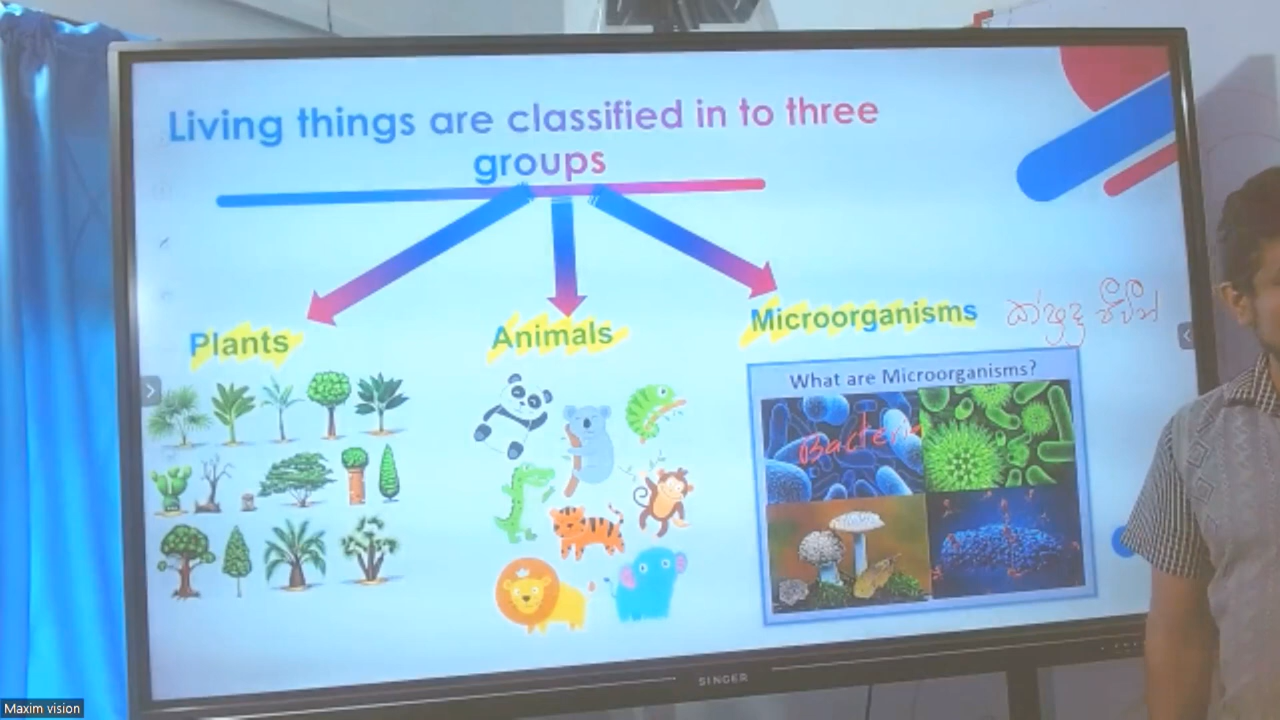 Living things are classified in to three
groups
Plants
Animals
Microorganisms ක්ෂුද්‍ර ජීවීන්
What are Microorganisms?
Bacteria
SINGER
Maxim vision